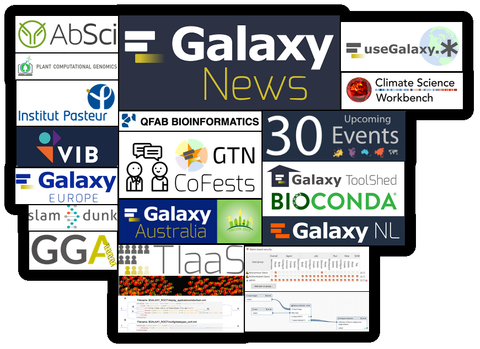 AbSci
PLANT COMPUTATIONAL GENOMICS
Institut Pasteur
VIB
Galaxy
EUROPE
slam dunk
GGA
Galaxy
News
QFAB BIOINFORMATICS
GTN
CoFests
Galaxy
Australia
TIaaS
useGalaxy.*
Climate Science
Workbench
30 Upcoming
Events
Galaxy ToolShed
BIOCONDA®
Galaxy NL